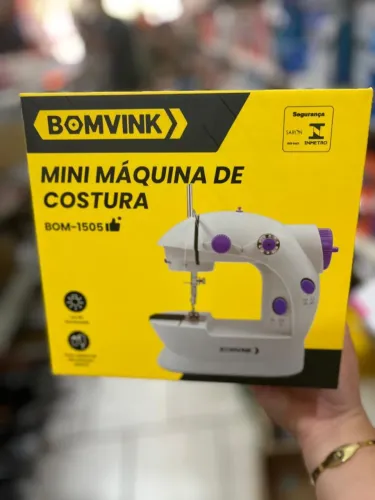 BOMVINK
Segurança
INMETRO
MINI MÁQUINA DE
COSTURA
BOM-1505
BOMVINK